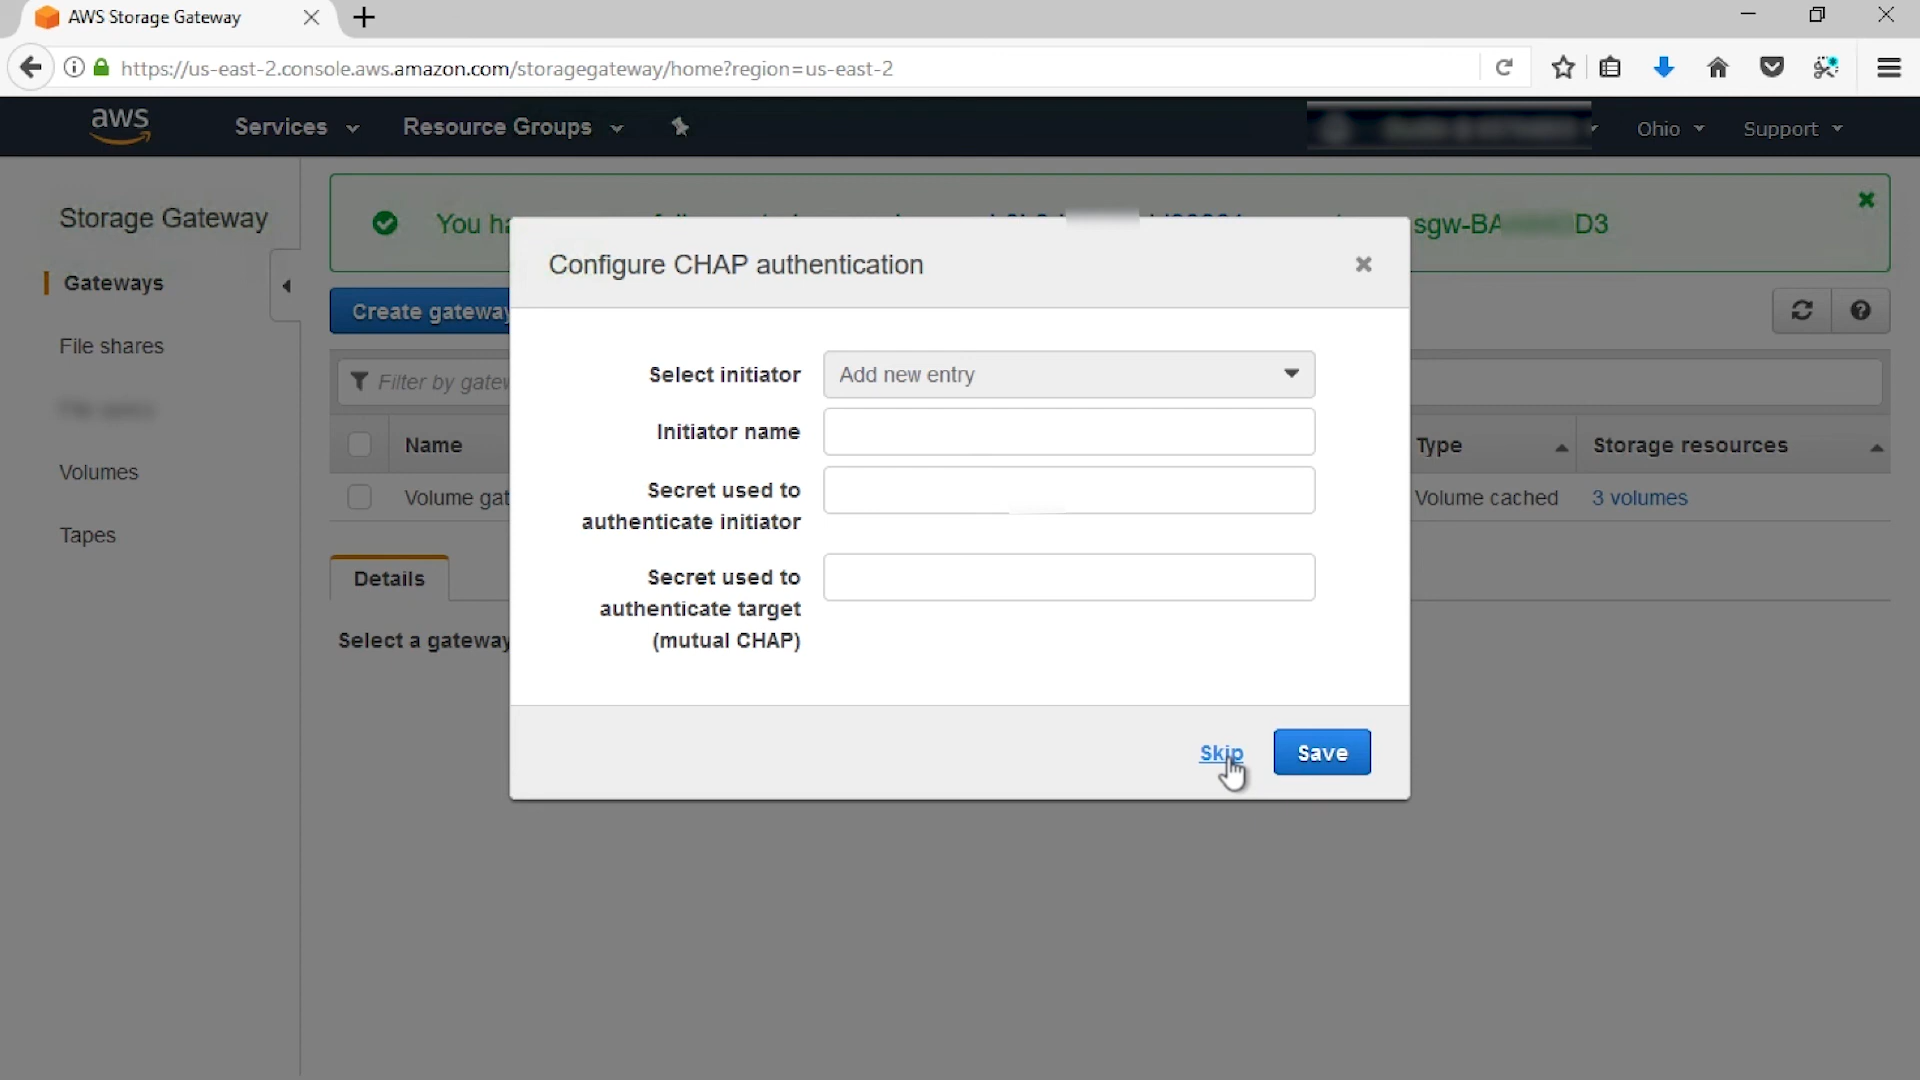 AWS Storage Gateway
https://us-east-2.console.aws.amazon.com/storagegateway/home?region=us-east-2
aws Services Resource Groups Ohio Support
Storage Gateway
Gateways
File shares
Volumes
Tapes
You ha sgw-BA D3
Create gateway
Filter by gatew
Name Type Storage resources
Volume gat Volume cached 3 volumes
Details
Select a gateway
Configure CHAP authentication
Select initiator Add new entry
Initiator name
Secret used to
authenticate initiator
Secret used to
authenticate target
(mutual CHAP)
Skip Save